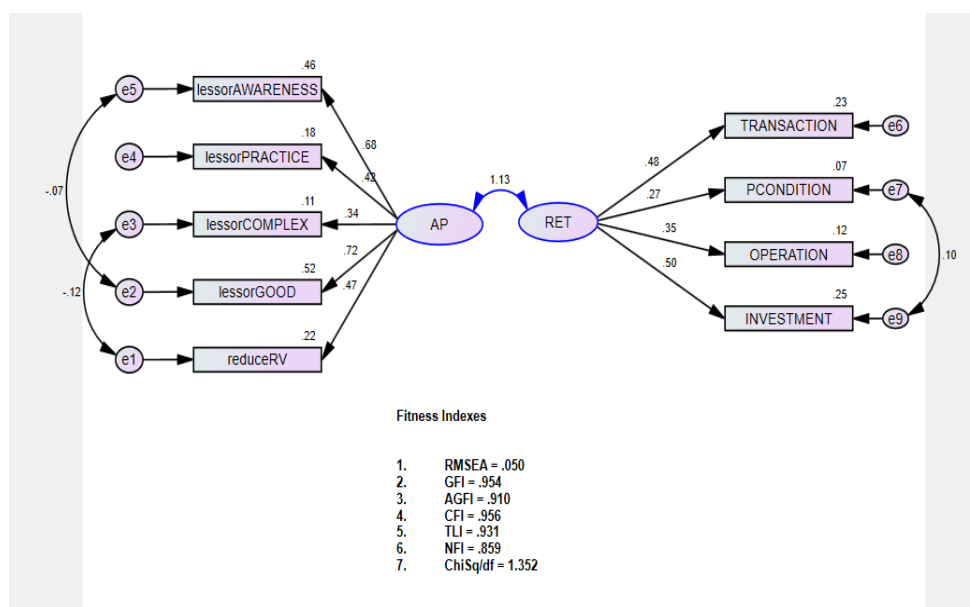 .46
e5
lessorAWARENESS
.23
TRANSACTION
e6
.18
.68
e4
lessorPRACTICE
.48
.42
.07
1.13
.27
PCONDITION
e7
-.07
.11
.34
e3
lessorCOMPLEX
AP
RET
.35
.12
.72
OPERATION
e8
.10
.52
.50
-.12
e2
lessorGOOD
.47
.25
INVESTMENT
e9
.22
e1
reduceRV
Fitness Indexes
1. RMSEA = .050
2. GFI = .954
3. AGFI = .910
4. CFI = .956
5. TLI = .931
6. NFI = .859
7. ChiSq/df = 1.352